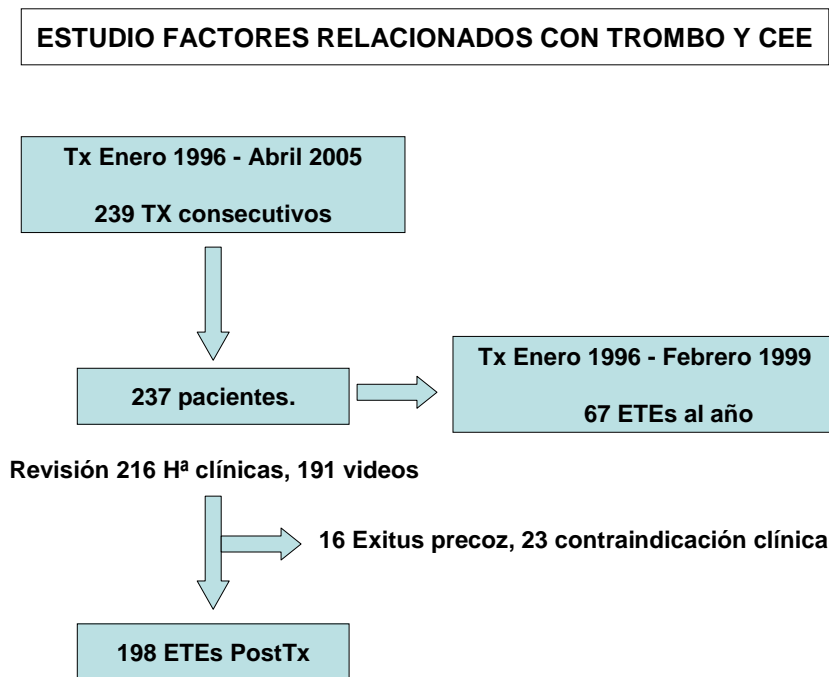 ESTUDIO FACTORES RELACIONADOS CON TROMBO Y CEE
Tx Enero 1996 - Abril 2005
239 TX consecutivos
237 pacientes.
Tx Enero 1996 - Febrero 1999
67 ETEs al año
Revisión 216 Hª clínicas, 191 videos
16 Exitus precoz, 23 contraindicación clínica
198 ETEs PostTx